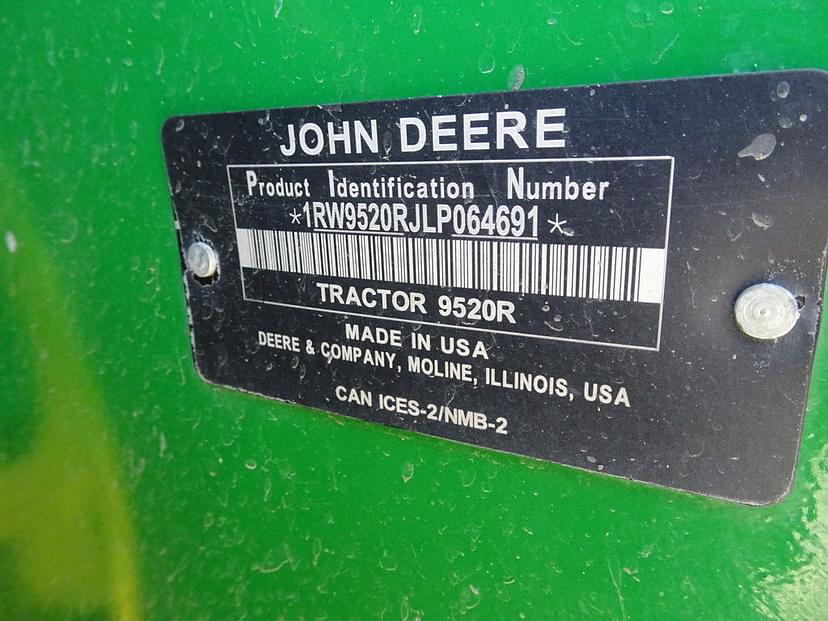 JOHN DEERE
Product Identification Number
*1RW9520RJLP064691*
TRACTOR 9520R
MADE IN USA
DEERE & COMPANY, MOLINE, ILLINOIS, USA
CAN ICES-2/NMB-2